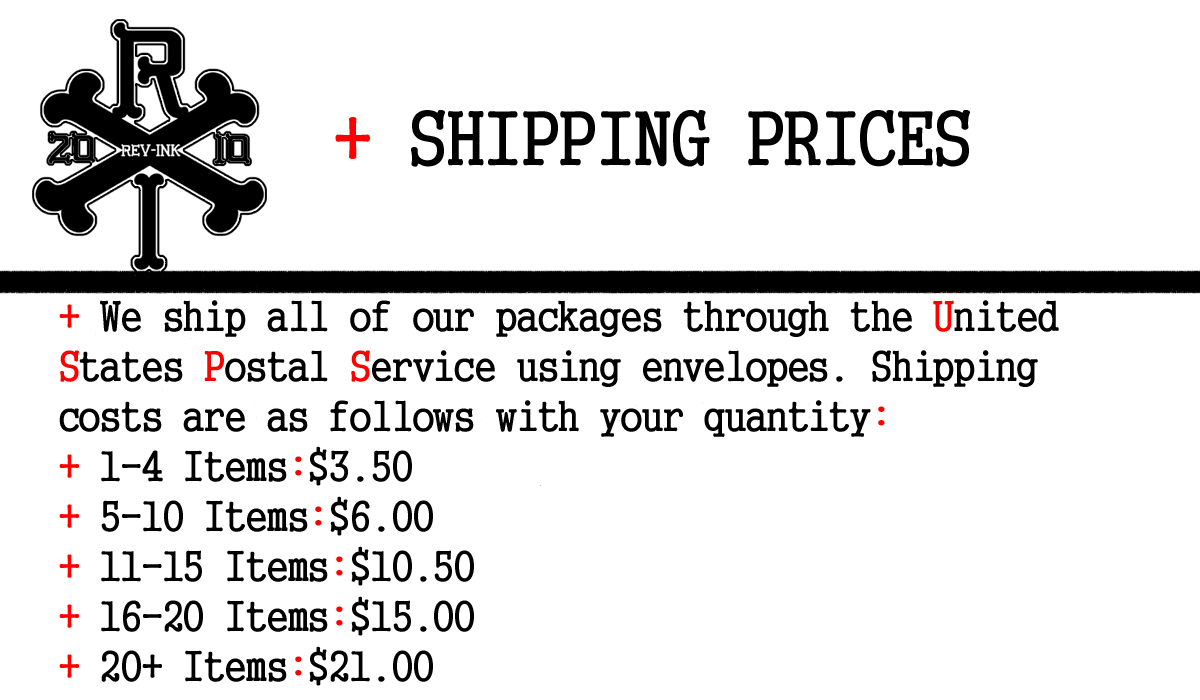 R
20 REV-INK 10
I
+ SHIPPING PRICES
+ We ship all of our packages through the United
States Postal Service using envelopes. Shipping
costs are as follows with your quantity:
+ 1-4 Items:$3.50
+ 5-10 Items:$6.00
+ 11-15 Items:$10.50
+ 16-20 Items:$15.00
+ 20+ Items:$21.00